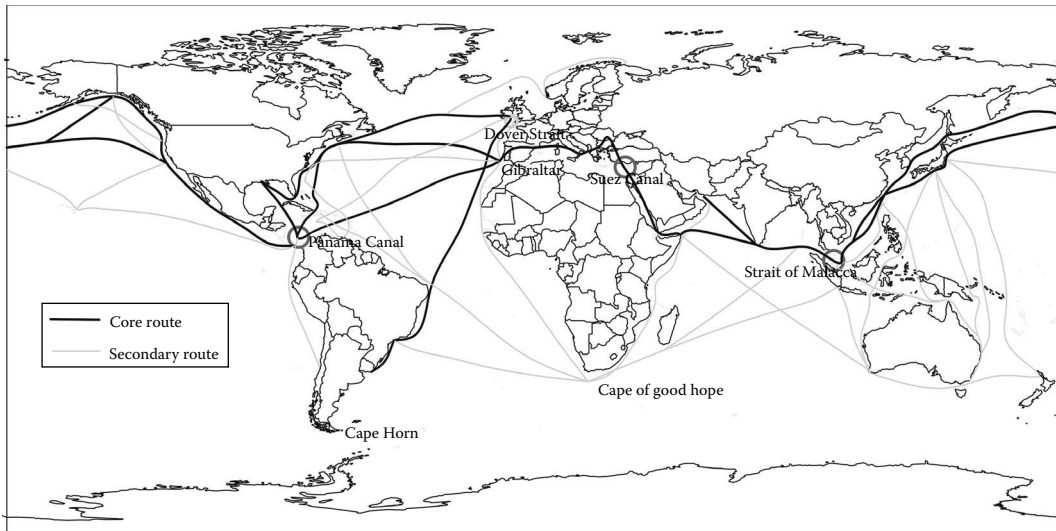 Dover Strait
Gibraltar
Suez Canal
Panama Canal
Strait of Malacca
Core route
Secondary route
Cape of good hope
Cape Horn